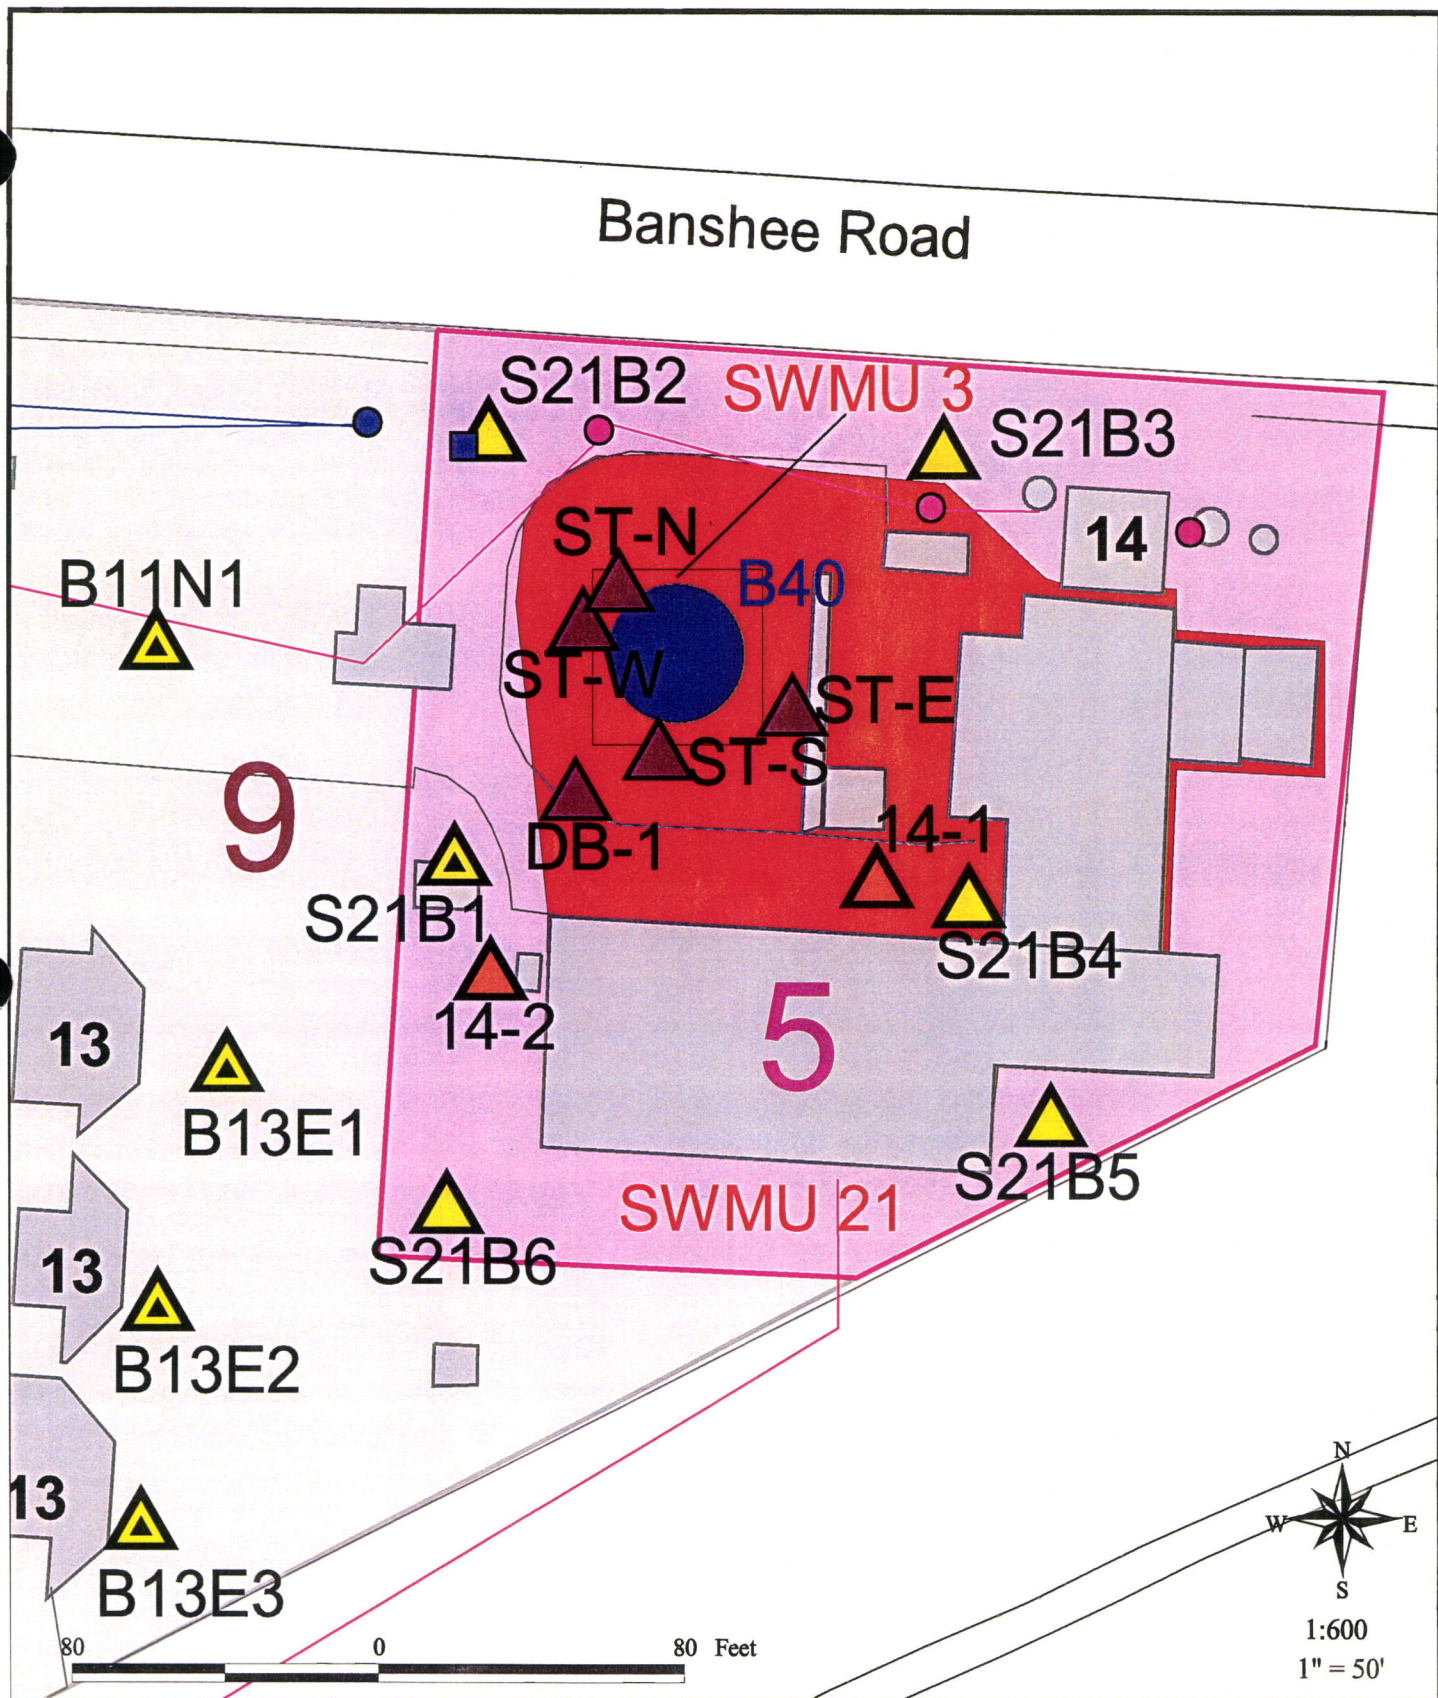 Banshee Road
S21B2
SWMU 3
S21B3
ST-N
14
B40
B11N1
ST-W
ST-E
ST-S
9
14-1
DB-1
S21B1
S21B4
14-2
5
13
B13E1
S21B5
SWMU 21
S21B6
13
B13E2
N
13
W E
B13E3
S
1:600
80 0 80 Feet
1" = 50'